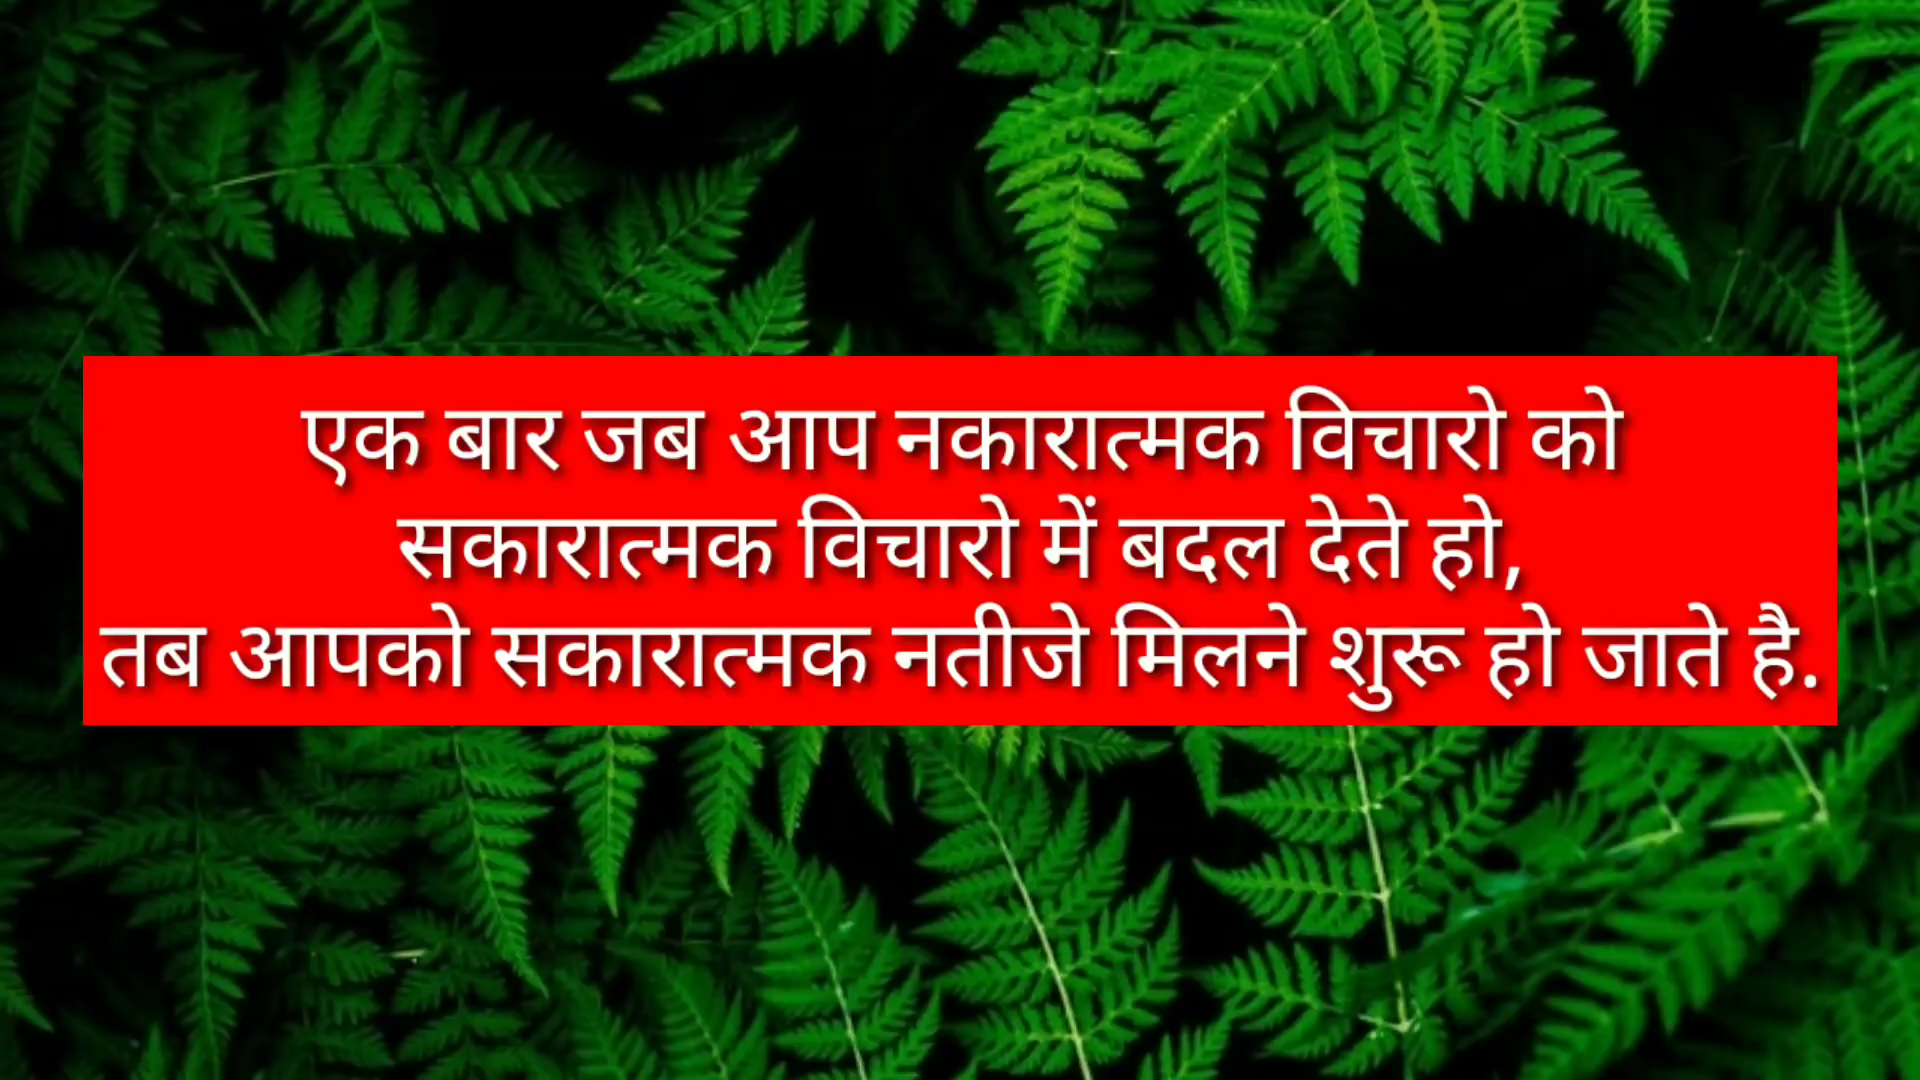 एक बार जब आप नकारात्मक विचारो को
सकारात्मक विचारो में बदल देते हो,
तब आपको सकारात्मक नतीजे मिलने शुरू हो जाते है.